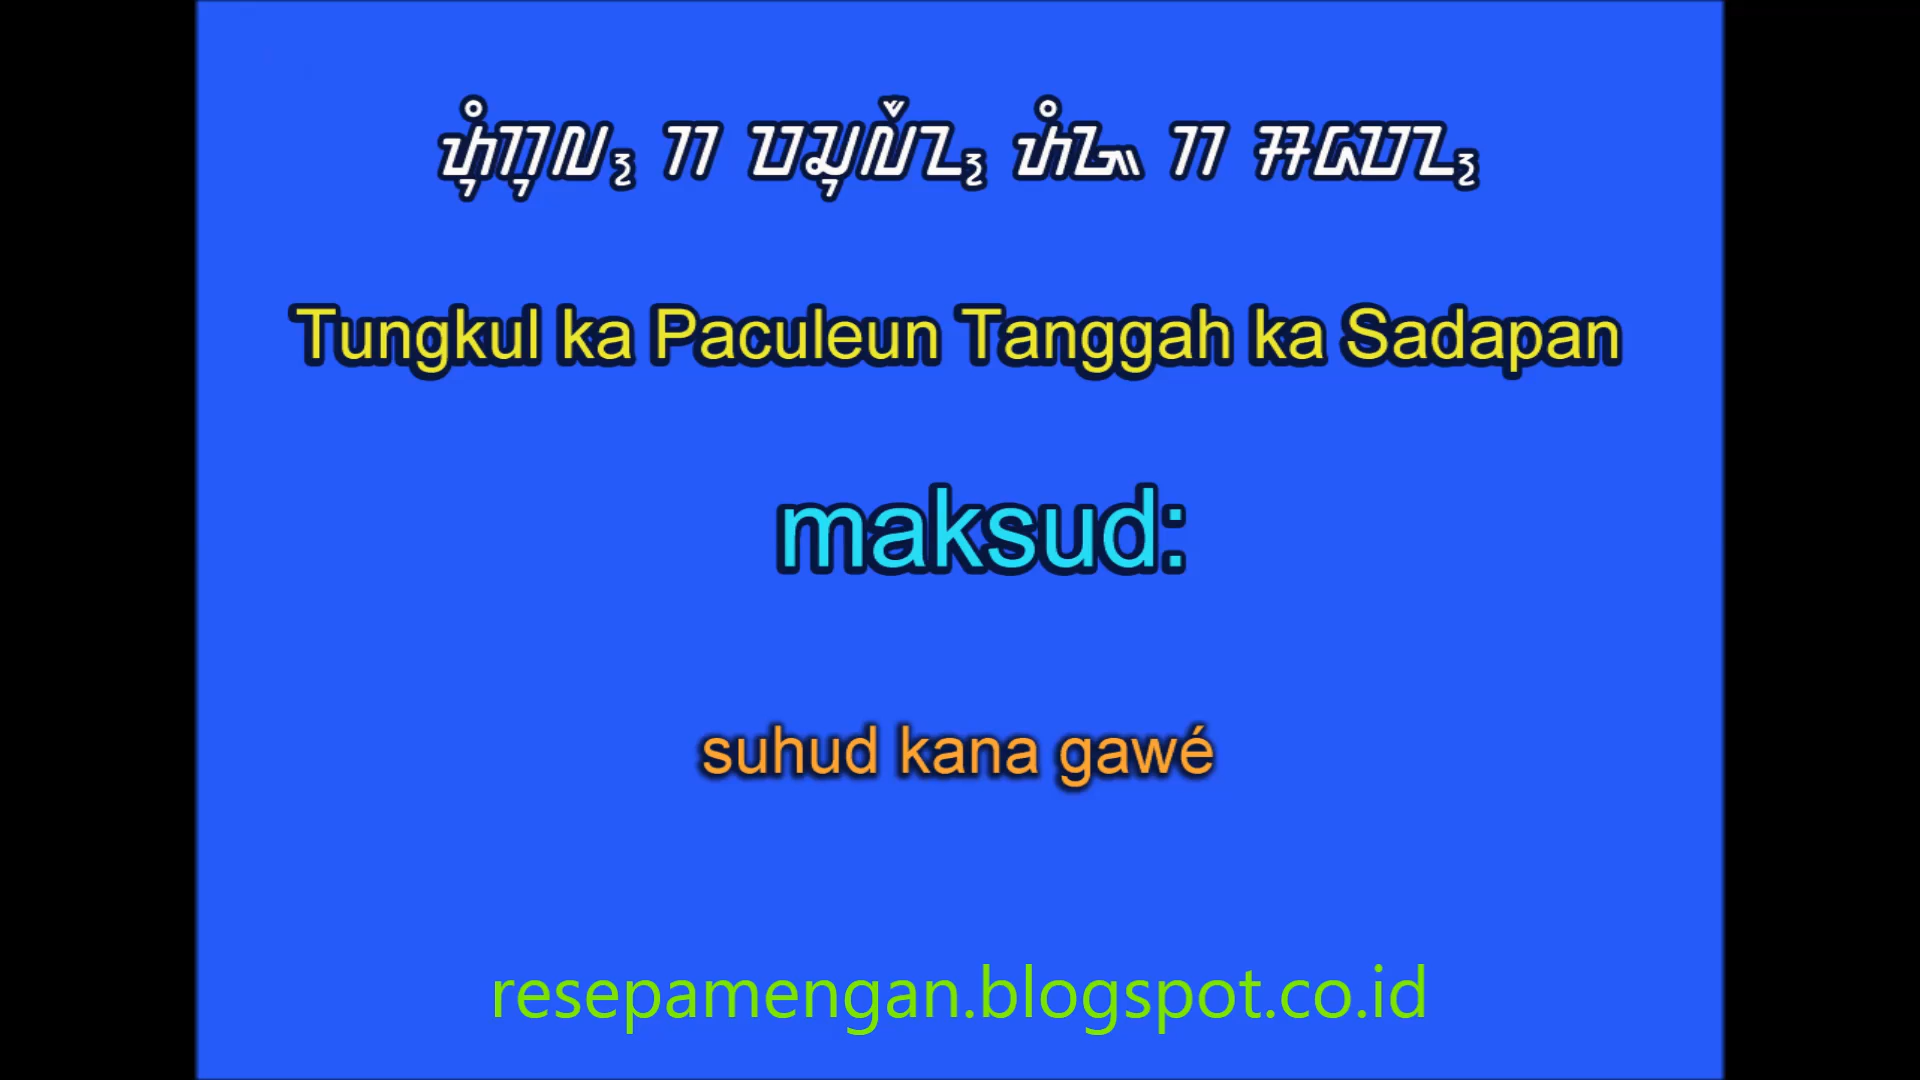 ᮒᮥᮀᮊᮥᮜ᮪ ᮊ ᮕᮎᮥᮜᮩᮔ᮪ ᮒᮀᮌᮂ ᮊ ᮞᮓᮕᮔ᮪
Tungkul ka Paculeun Tanggah ka Sadapan
maksud:
suhud kana gawé
resepamengan.blogspot.co.id